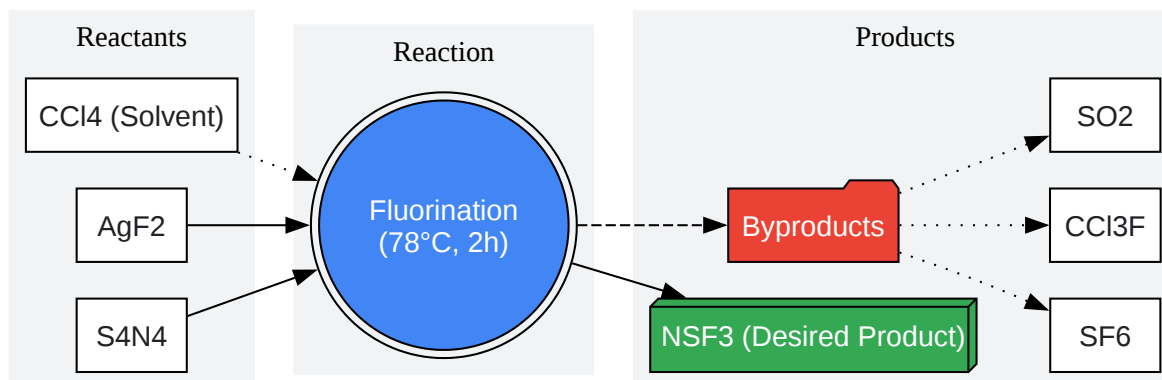 Reactants
CCl4 (Solvent)
AgF2
S4N4
Reaction
Fluorination
(78°C, 2h)
Products
Byproducts
NSF3 (Desired Product)
SO2
CCl3F
SF6